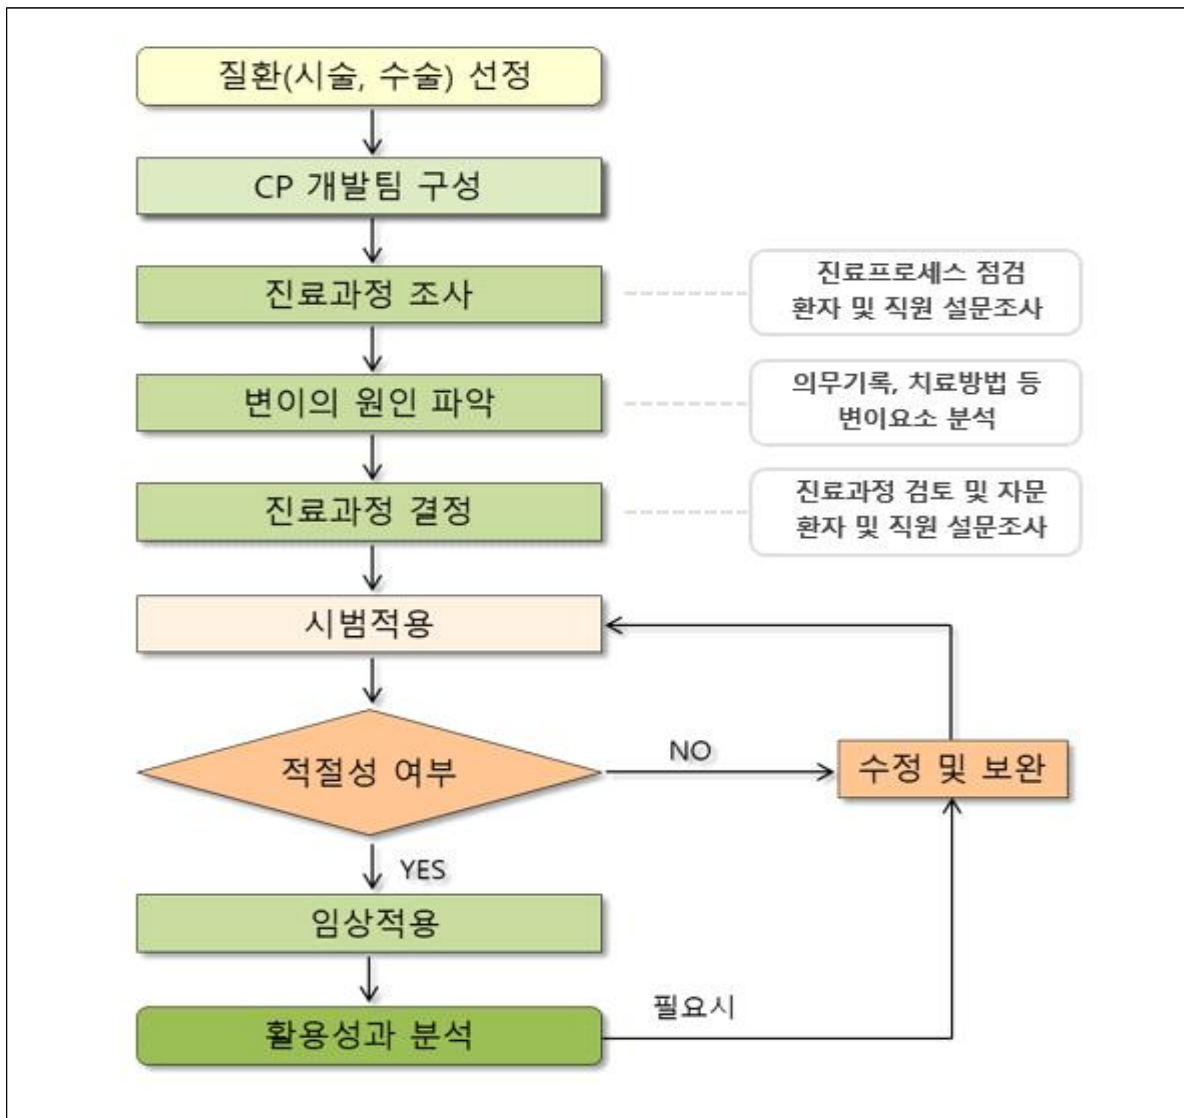 질환(시술, 수술) 선정
CP 개발팀 구성
진료과정 조사
진료프로세스 점검
환자 및 직원 설문조사
변이의 원인 파악
의무기록, 치료방법 등
변이요소 분석
진료과정 결정
진료과정 검토 및 자문
환자 및 직원 설문조사
시범적용
적절성 여부
NO
수정 및 보완
YES
임상적용
필요시
활용성과 분석